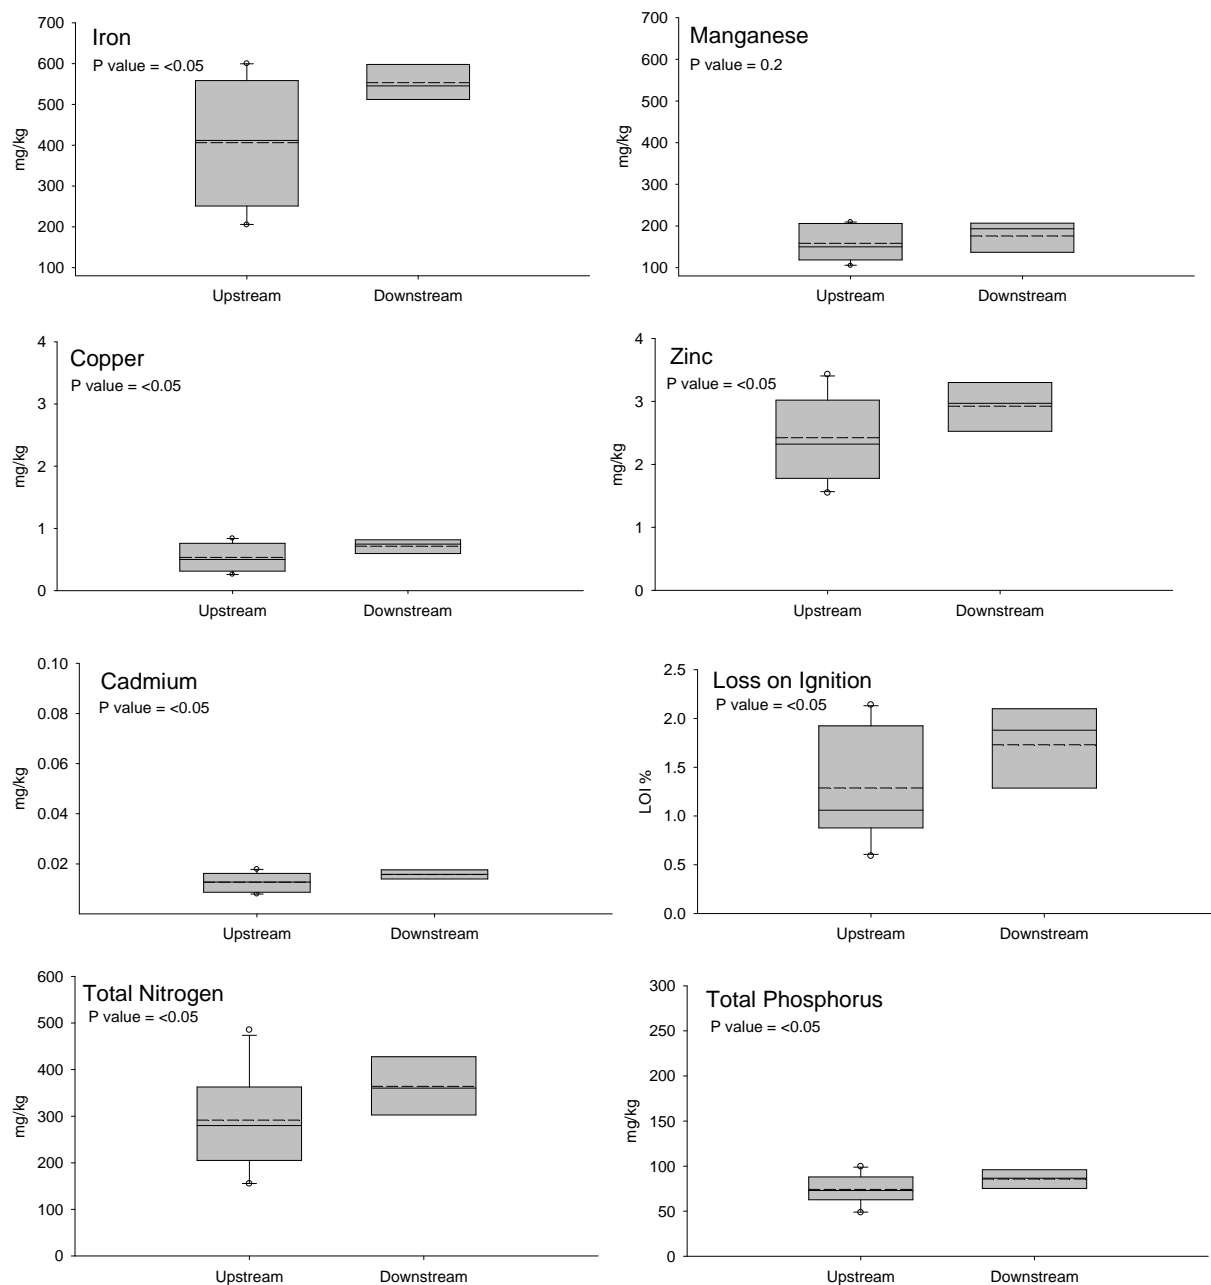 Iron
P value = <0.05
700
600
500
400
300
200
100
mg/kg
Upstream Downstream
Manganese
P value = 0.2
700
600
500
400
300
200
100
mg/kg
Upstream Downstream
Copper
P value = <0.05
4
3
2
1
0
mg/kg
Upstream Downstream
Zinc
P value = <0.05
4
3
2
1
0
mg/kg
Upstream Downstream
Cadmium
P value = <0.05
0.10
0.08
0.06
0.04
0.02
mg/kg
Upstream Downstream
Loss on Ignition
P value = <0.05
2.5
2.0
1.5
1.0
0.5
0.0
LOI %
Upstream Downstream
Total Nitrogen
P value = <0.05
600
500
400
300
200
100
0
mg/kg
Upstream Downstream
Total Phosphorus
P value = <0.05
300
250
200
150
100
50
0
mg/kg
Upstream Downstream